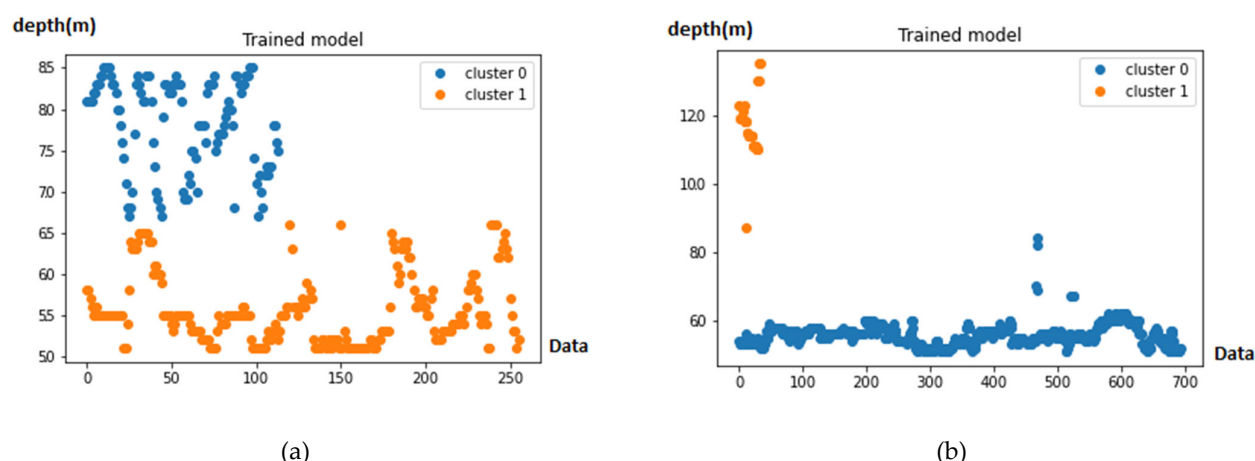 depth(m)
Trained model
85
80
75
70
65
60
55
50
0
50
100
150
200
250
cluster 0
cluster 1
Data
(a)
depth(m)
Trained model
120
10.0
80
60
0
100
200
300
400
500
600
700
cluster 0
cluster 1
Data
(b)